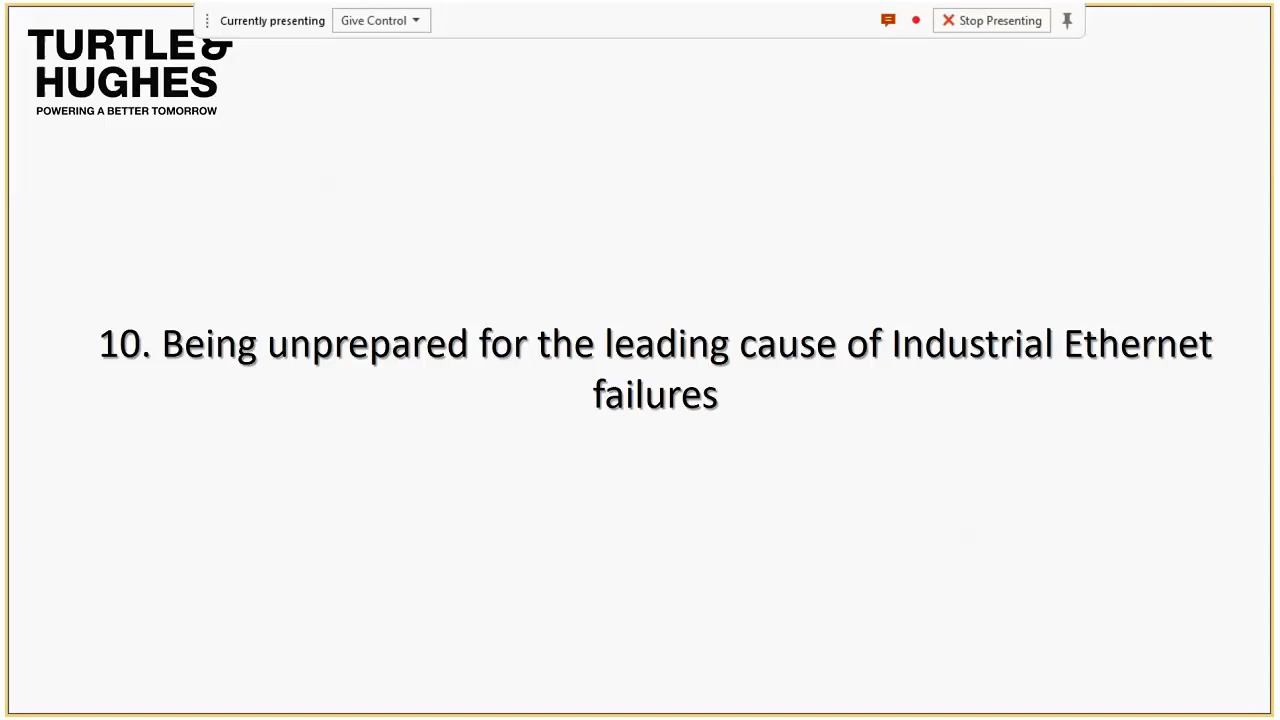 Currently presenting Give Control Stop Presenting
TURTLE &
HUGHES
POWERING A BETTER TOMORROW
10. Being unprepared for the leading cause of Industrial Ethernet
failures